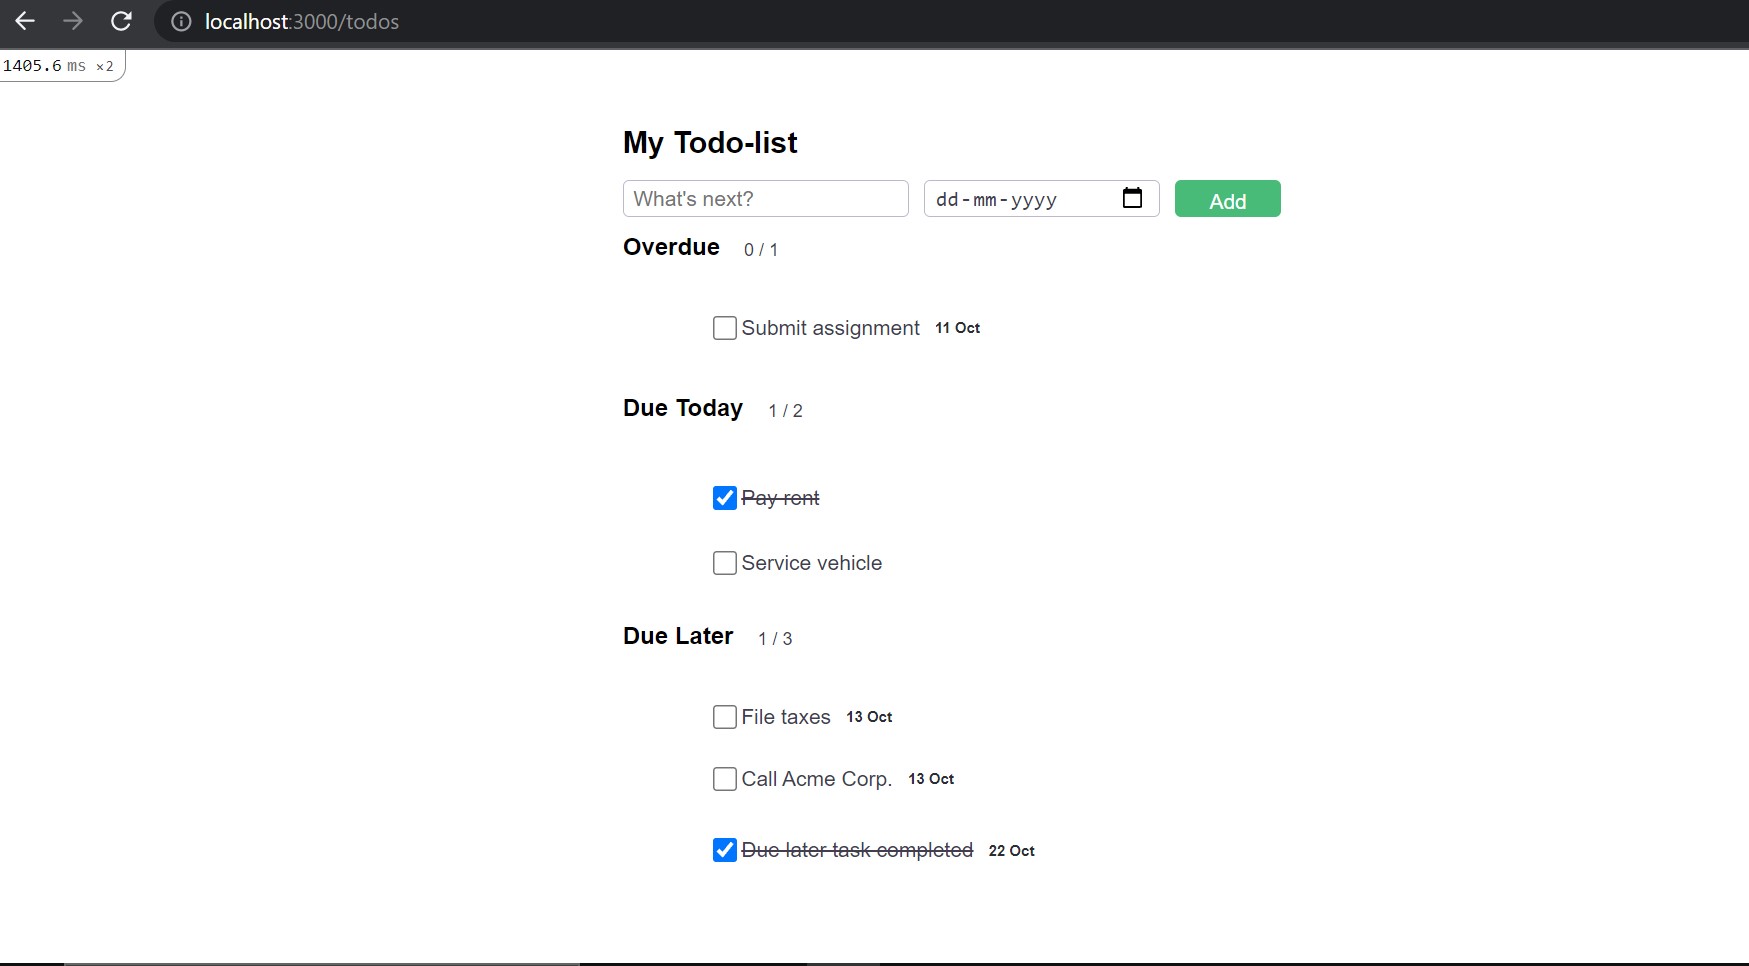 localhost:3000/todos
1405.6 ms ×2
My Todo-list
What's next? dd-mm-yyyy Add
Overdue 0 / 1
Submit assignment 11 Oct
Due Today 1 / 2
Pay rent
Service vehicle
Due Later 1 / 3
File taxes 13 Oct
Call Acme Corp. 13 Oct
Due later task completed 22 Oct